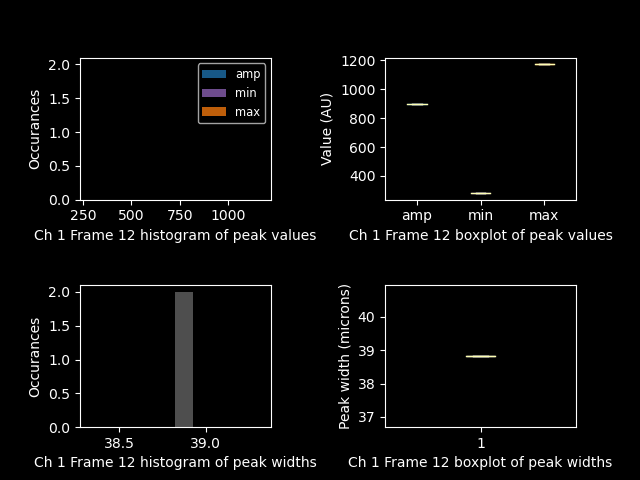 2.0
1.5
1.0
0.5
0.0
Occurances
amp
min
max
250 500 750 1000
Ch 1 Frame 12 histogram of peak values
1200
1000
800
600
400
Value (AU)
amp min max
Ch 1 Frame 12 boxplot of peak values
2.0
1.5
1.0
0.5
0.0
Occurances
38.5 39.0
Ch 1 Frame 12 histogram of peak widths
40
39
38
37
Peak width (microns)
1
Ch 1 Frame 12 boxplot of peak widths